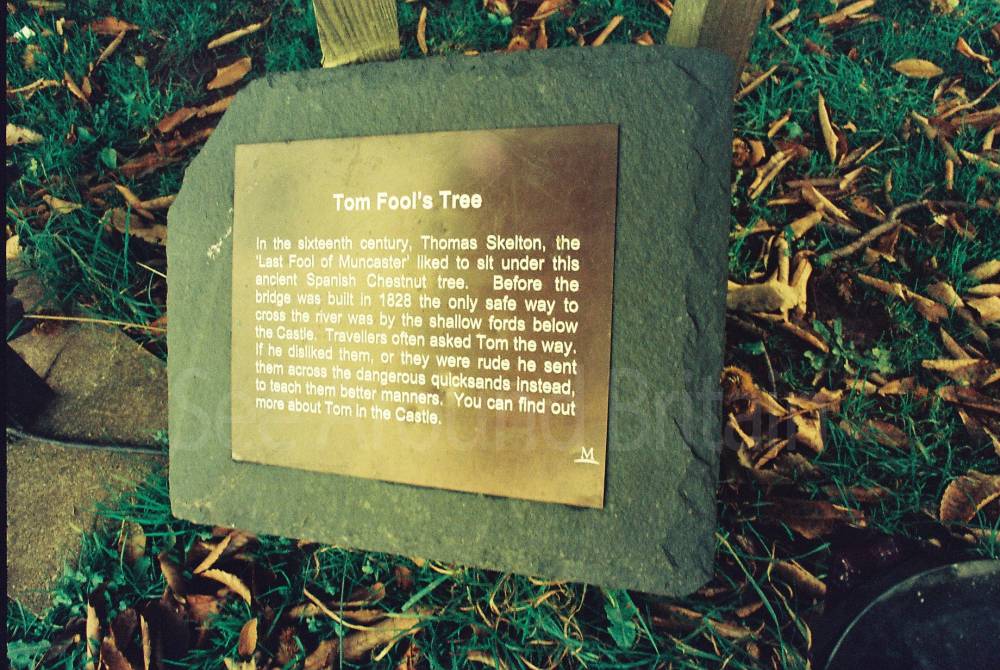 Tom Fool's Tree
In the sixteenth century, Thomas Skelton, the
'Last Fool of Muncaster' liked to sit under this
ancient Spanish Chestnut tree. Before the
bridge was built in 1828 the only safe way to
cross the river was by the shallow fords below
the Castle. Travellers often asked Tom the way.
If he disliked them, or they were rude he sent
them across the dangerous quicksands instead,
to teach them better manners. You can find out
more about Tom in the Castle.
M
See Around Britain